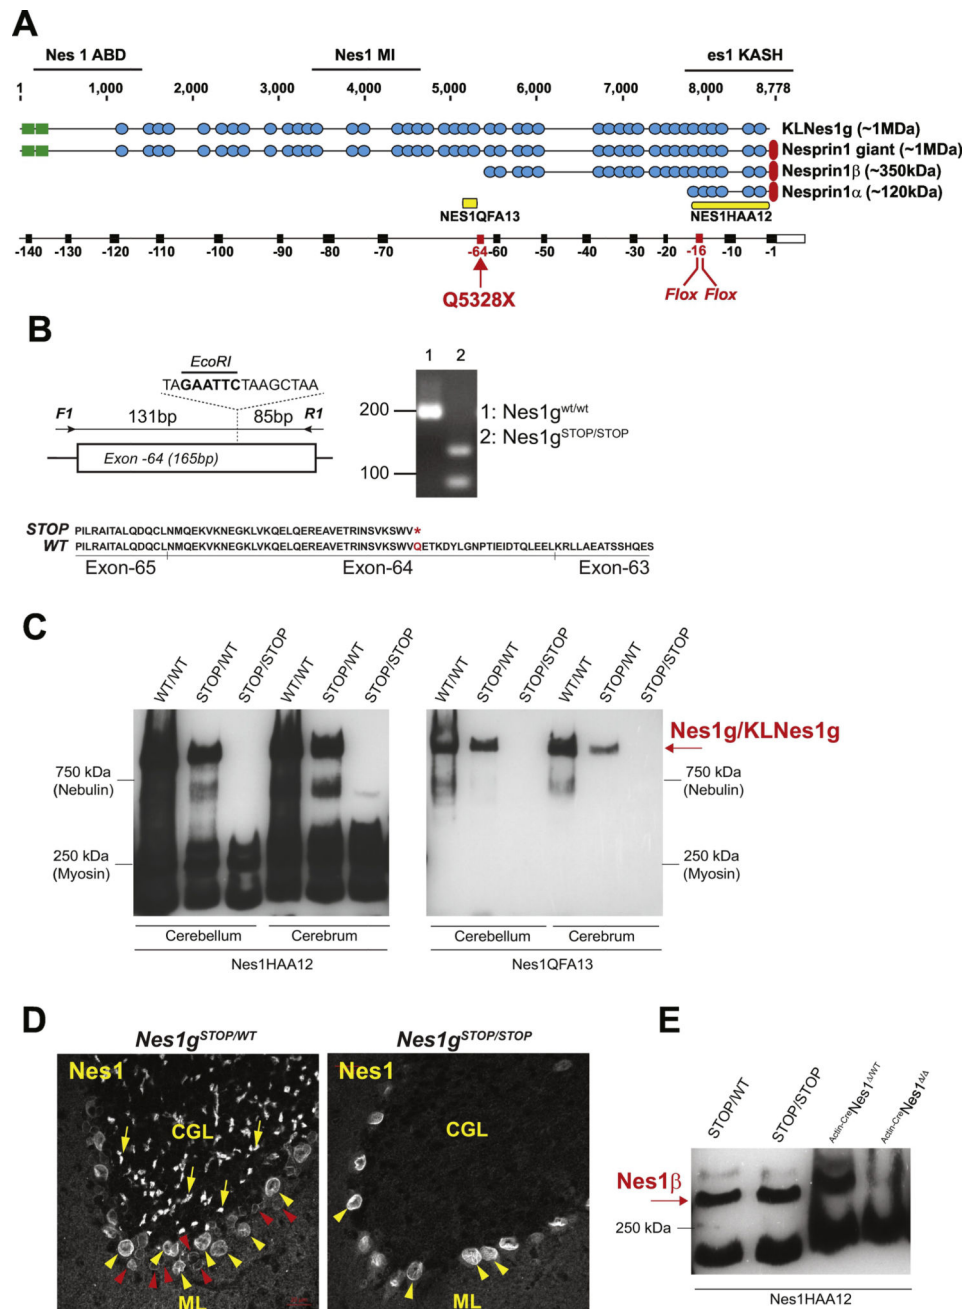 A
Nes 1 ABD Nes1 MI es1 KASH
1 1,000 2,000 3,000 4,000 5,000 6,000 8,000 8,778
KLNes1g (~1MDa)
Nesprin1 giant (~1MDa)
Nesprin1β (~350kDa)
Nesprin1α (~120kDa)
NES1QFA13 NES1HAA12
-140 -130 -120 -110 -100 -90 -80 -70 -64 -60 -50 -40 -30 -20 -16 -10 -1
Q5328X
Flox Flox
B
EcoRI
TAGAATTCTAAGCTAA
F1 131bp 85bp R1
Exon -64 (165bp)
1 2
200
100
1: Nes1g^wt/wt
2: Nes1g^STOP/STOP
STOP PILRAITALQDQCLNMQEKVKNEGKLVKQELQEREAVETRINSVKSWV*
WT PILRAITALQDQCLNMQEKVKNEGKLVKQELQEREAVETRINSVKSWVQETKDYLGNPTIEIDTQLEELKRLLAEATSSHQES
Exon-65 Exon-64 Exon-63
C
WT/WT STOP/WT STOP/STOP WT/WT STOP/WT STOP/STOP
WT/WT STOP/WT STOP/STOP WT/WT STOP/WT STOP/STOP
Nes1g/KLNes1g
750 kDa
(Nebulin)
250 kDa
(Myosin)
750 kDa
(Nebulin)
250 kDa
(Myosin)
Cerebellum Cerebrum
Nes1HAA12
Cerebellum Cerebrum
Nes1QFA13
D
Nes1g^STOP/WT Nes1g^STOP/STOP
Nes1 Nes1
CGL CGL
ML ML
E
STOP/WT STOP/STOP Actin-CreNes1^Δ/WT Actin-CreNes1^Δ/Δ
Nes1β
250 kDa
Nes1HAA12